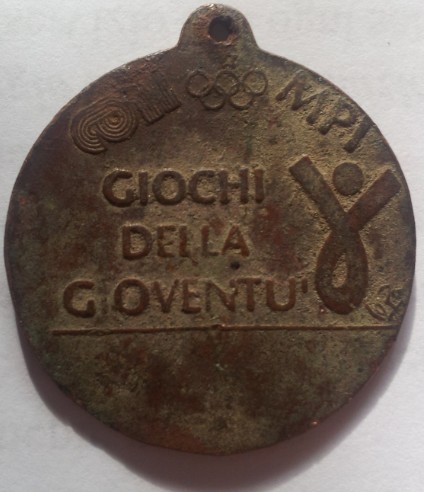 MPI
GIOCHI
DELLA
GIOVENTU'